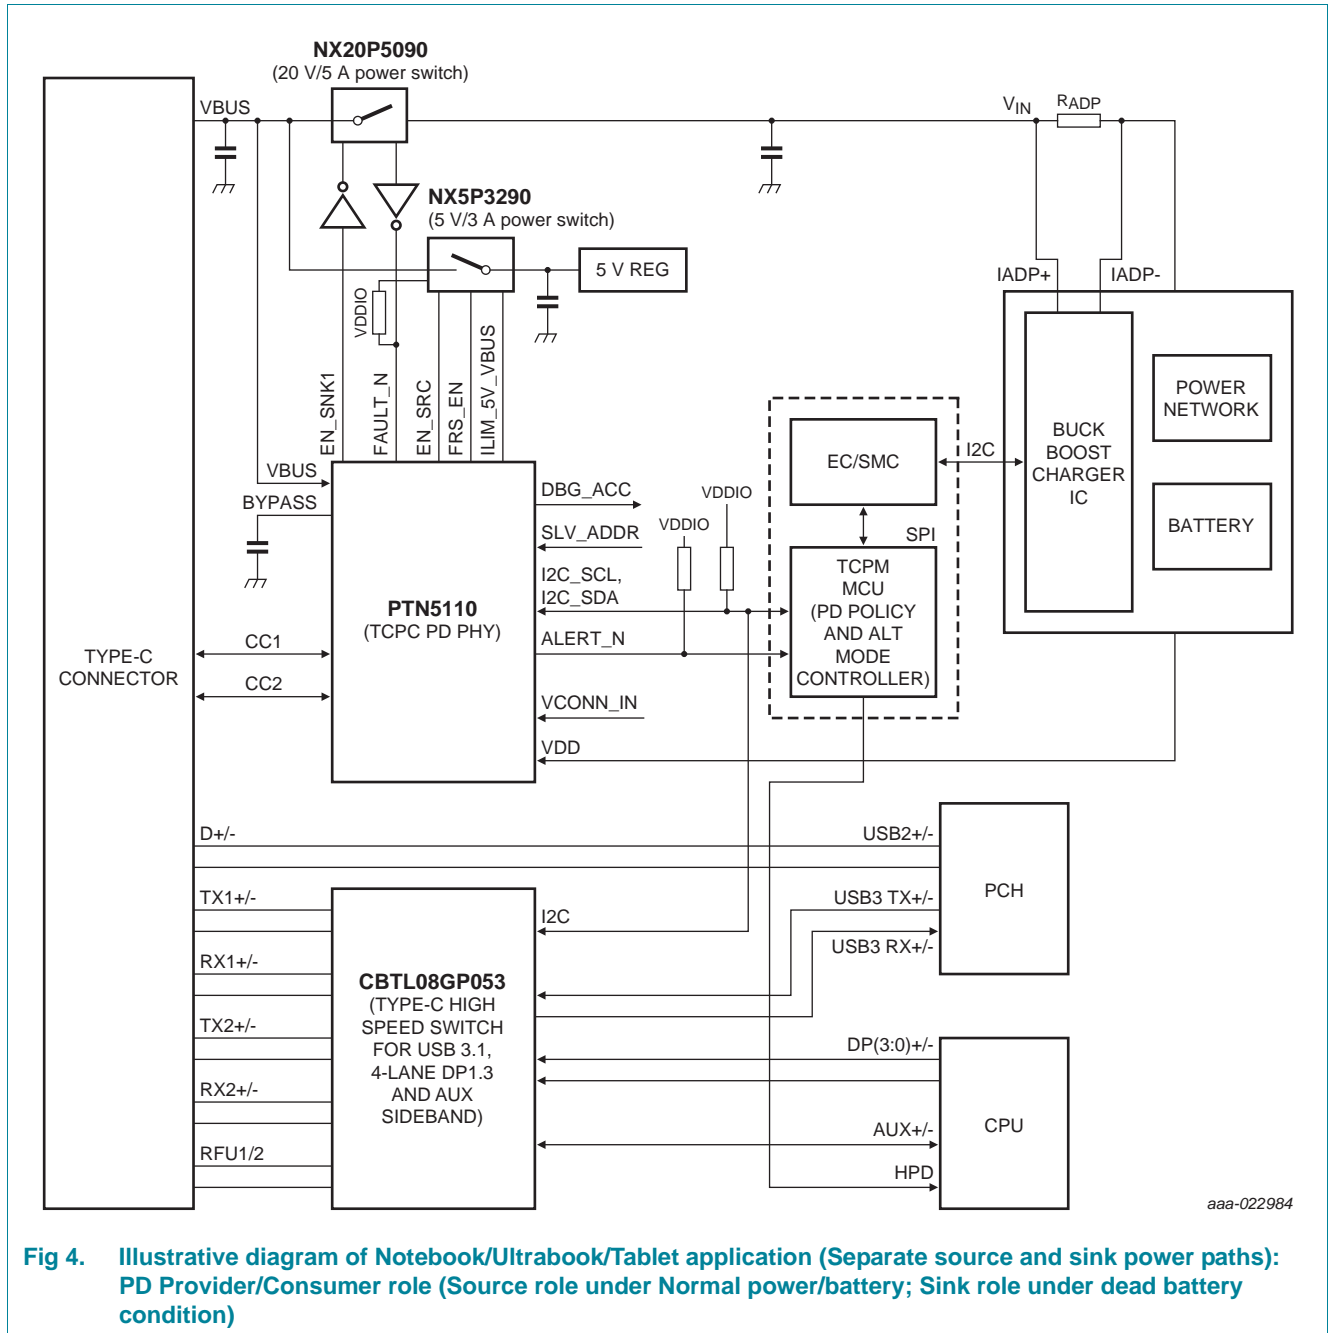 NX20P5090
(20 V/5 A power switch)
VBUS
VIN
RADP
NX5P3290
(5 V/3 A power switch)
5 V REG
IADP+
IADP-
VDDIO
EN_SNK1
FAULT_N
EN_SRC
FRS_EN
ILIM_5V_VBUS
POWER
NETWORK
BUCK
BOOST
CHARGER
IC
BATTERY
EC/SMC
I2C
SPI
VBUS
BYPASS
DBG_ACC
VDDIO
VDDIO
SLV_ADDR
I2C_SCL,
I2C_SDA
ALERT_N
TCPM
MCU
(PD POLICY
AND ALT
MODE
CONTROLLER)
PTN5110
(TCPC PD PHY)
TYPE-C
CONNECTOR
CC1
CC2
VCONN_IN
VDD
D+/-
USB2+/-
TX1+/-
USB3 TX+/-
PCH
I2C
USB3 RX+/-
RX1+/-
CBTL08GP053
(TYPE-C HIGH
SPEED SWITCH
FOR USB 3.1,
4-LANE DP1.3
AND AUX
SIDEBAND)
TX2+/-
DP(3:0)+/-
RX2+/-
AUX+/-
CPU
RFU1/2
HPD
aaa-022984
Fig 4. Illustrative diagram of Notebook/Ultrabook/Tablet application (Separate source and sink power paths):
PD Provider/Consumer role (Source role under Normal power/battery; Sink role under dead battery
condition)